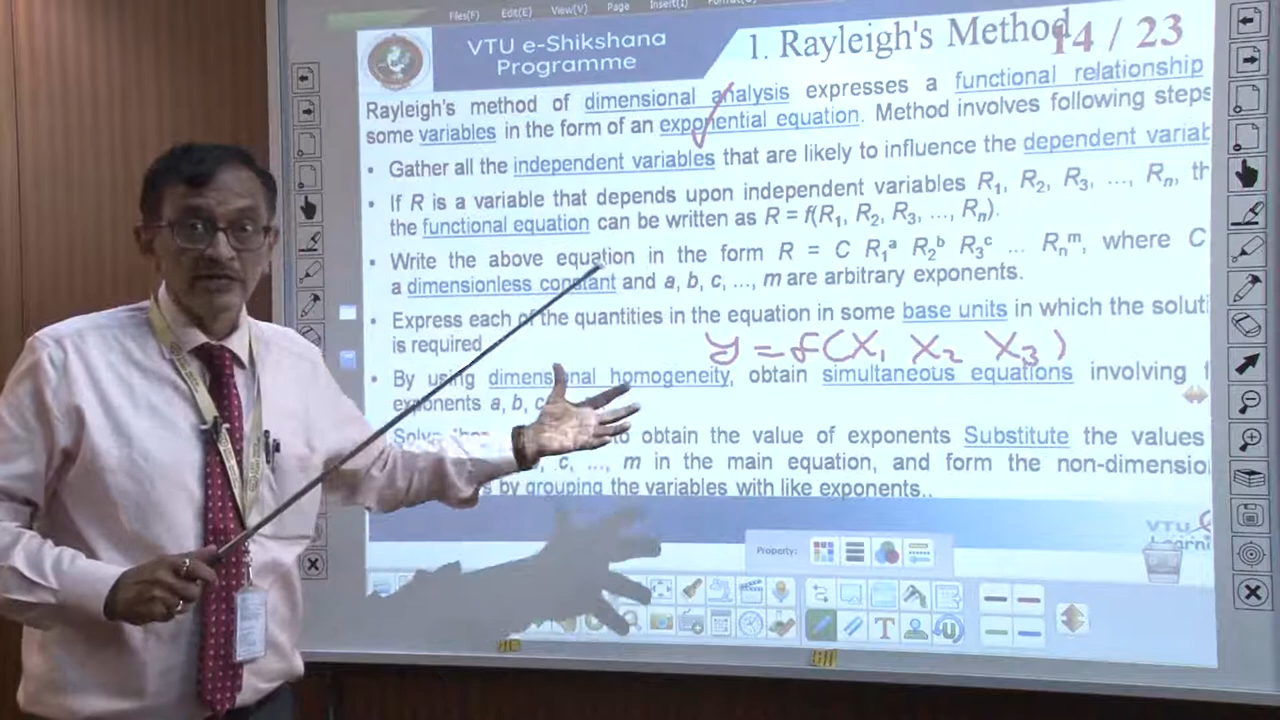 Files(F) Edit(E) View(V) Page Insert(I)
VTU e-Shikshana
Programme
1. Rayleigh's Method
14 / 23
Rayleigh's method of dimensional analysis expresses a functional relationship
some variables in the form of an exponential equation. Method involves following steps
• Gather all the independent variables that are likely to influence the dependent variab
• If R is a variable that depends upon independent variables R1, R2, R3, ..., Rn, th
the functional equation can be written as R = f(R1, R2, R3, ..., Rn).
• Write the above equation in the form R = C R1^a R2^b R3^c ... Rn^m, where C
a dimensionless constant and a, b, c, ..., m are arbitrary exponents.
• Express each of the quantities in the equation in some base units in which the soluti
is required
y = f(X1 X2 X3)
• By using dimensional homogeneity, obtain simultaneous equations involving
exponents a, b, c
to obtain the value of exponents Substitute the values
c, ..., m in the main equation, and form the non-dimensio
by grouping the variables with like exponents..
VTU
Learni
Property: